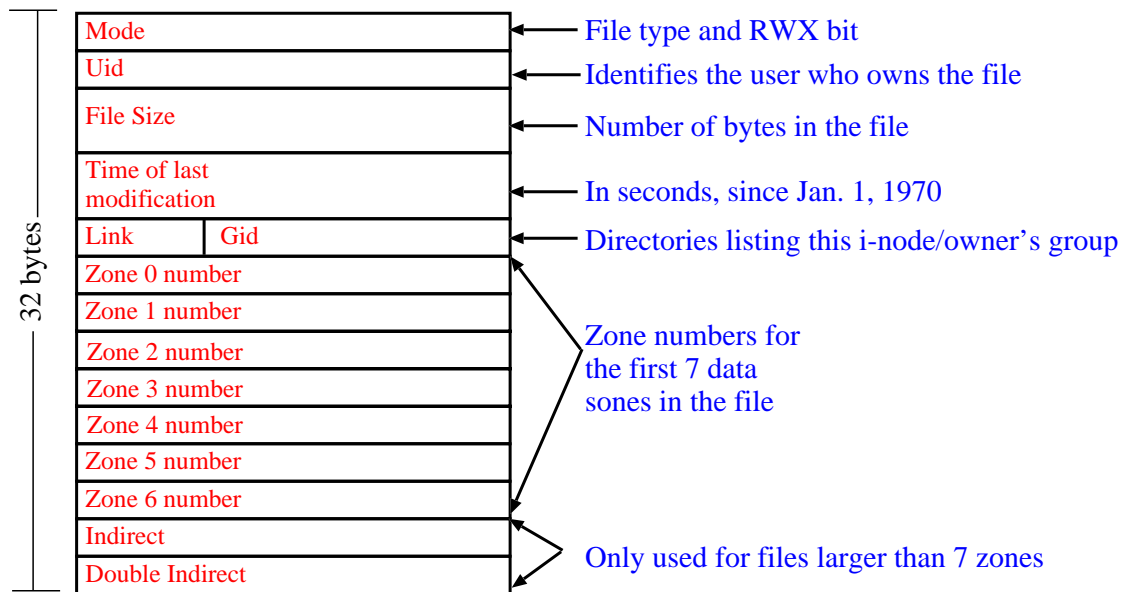 Mode
File type and RWX bit
Uid
Identifies the user who owns the file
File Size
Number of bytes in the file
Time of last
modification
In seconds, since Jan. 1, 1970
Link
Gid
Directories listing this i-node/owner's group
32 bytes
Zone 0 number
Zone 1 number
Zone 2 number
Zone 3 number
Zone 4 number
Zone 5 number
Zone 6 number
Zone numbers for
the first 7 data
sones in the file
Indirect
Double Indirect
Only used for files larger than 7 zones